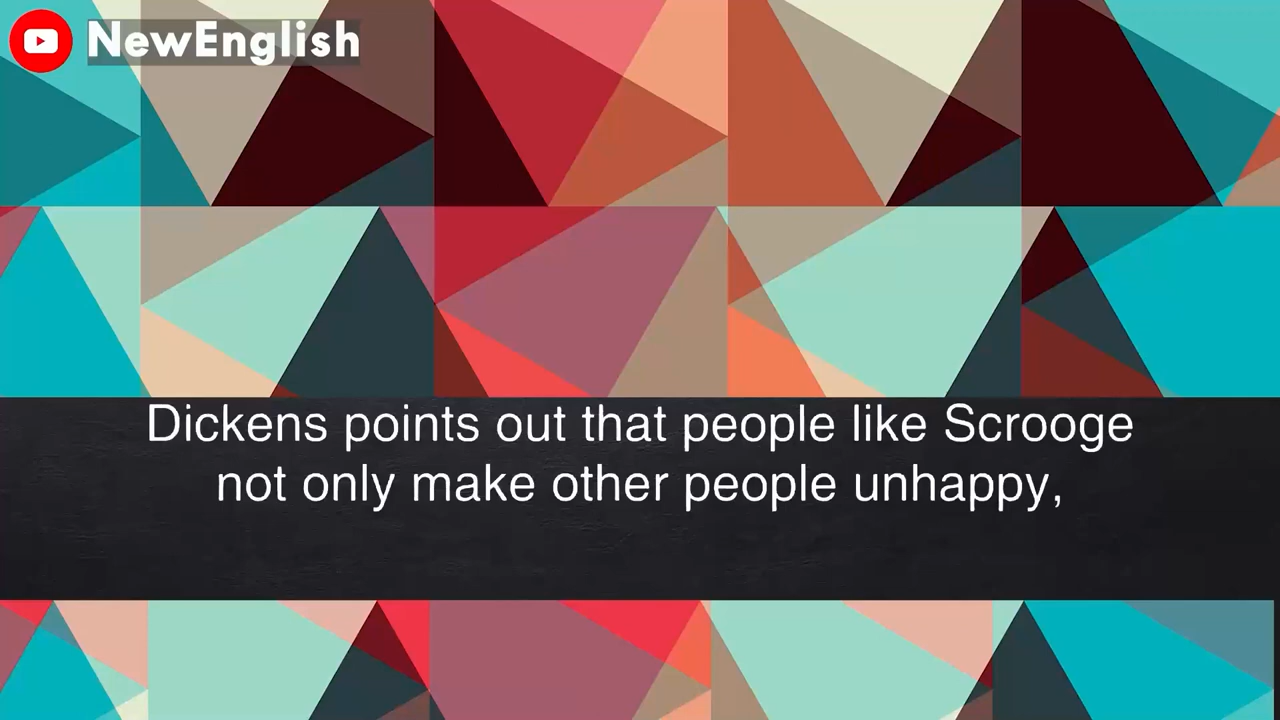 NewEnglish
Dickens points out that people like Scrooge
not only make other people unhappy,